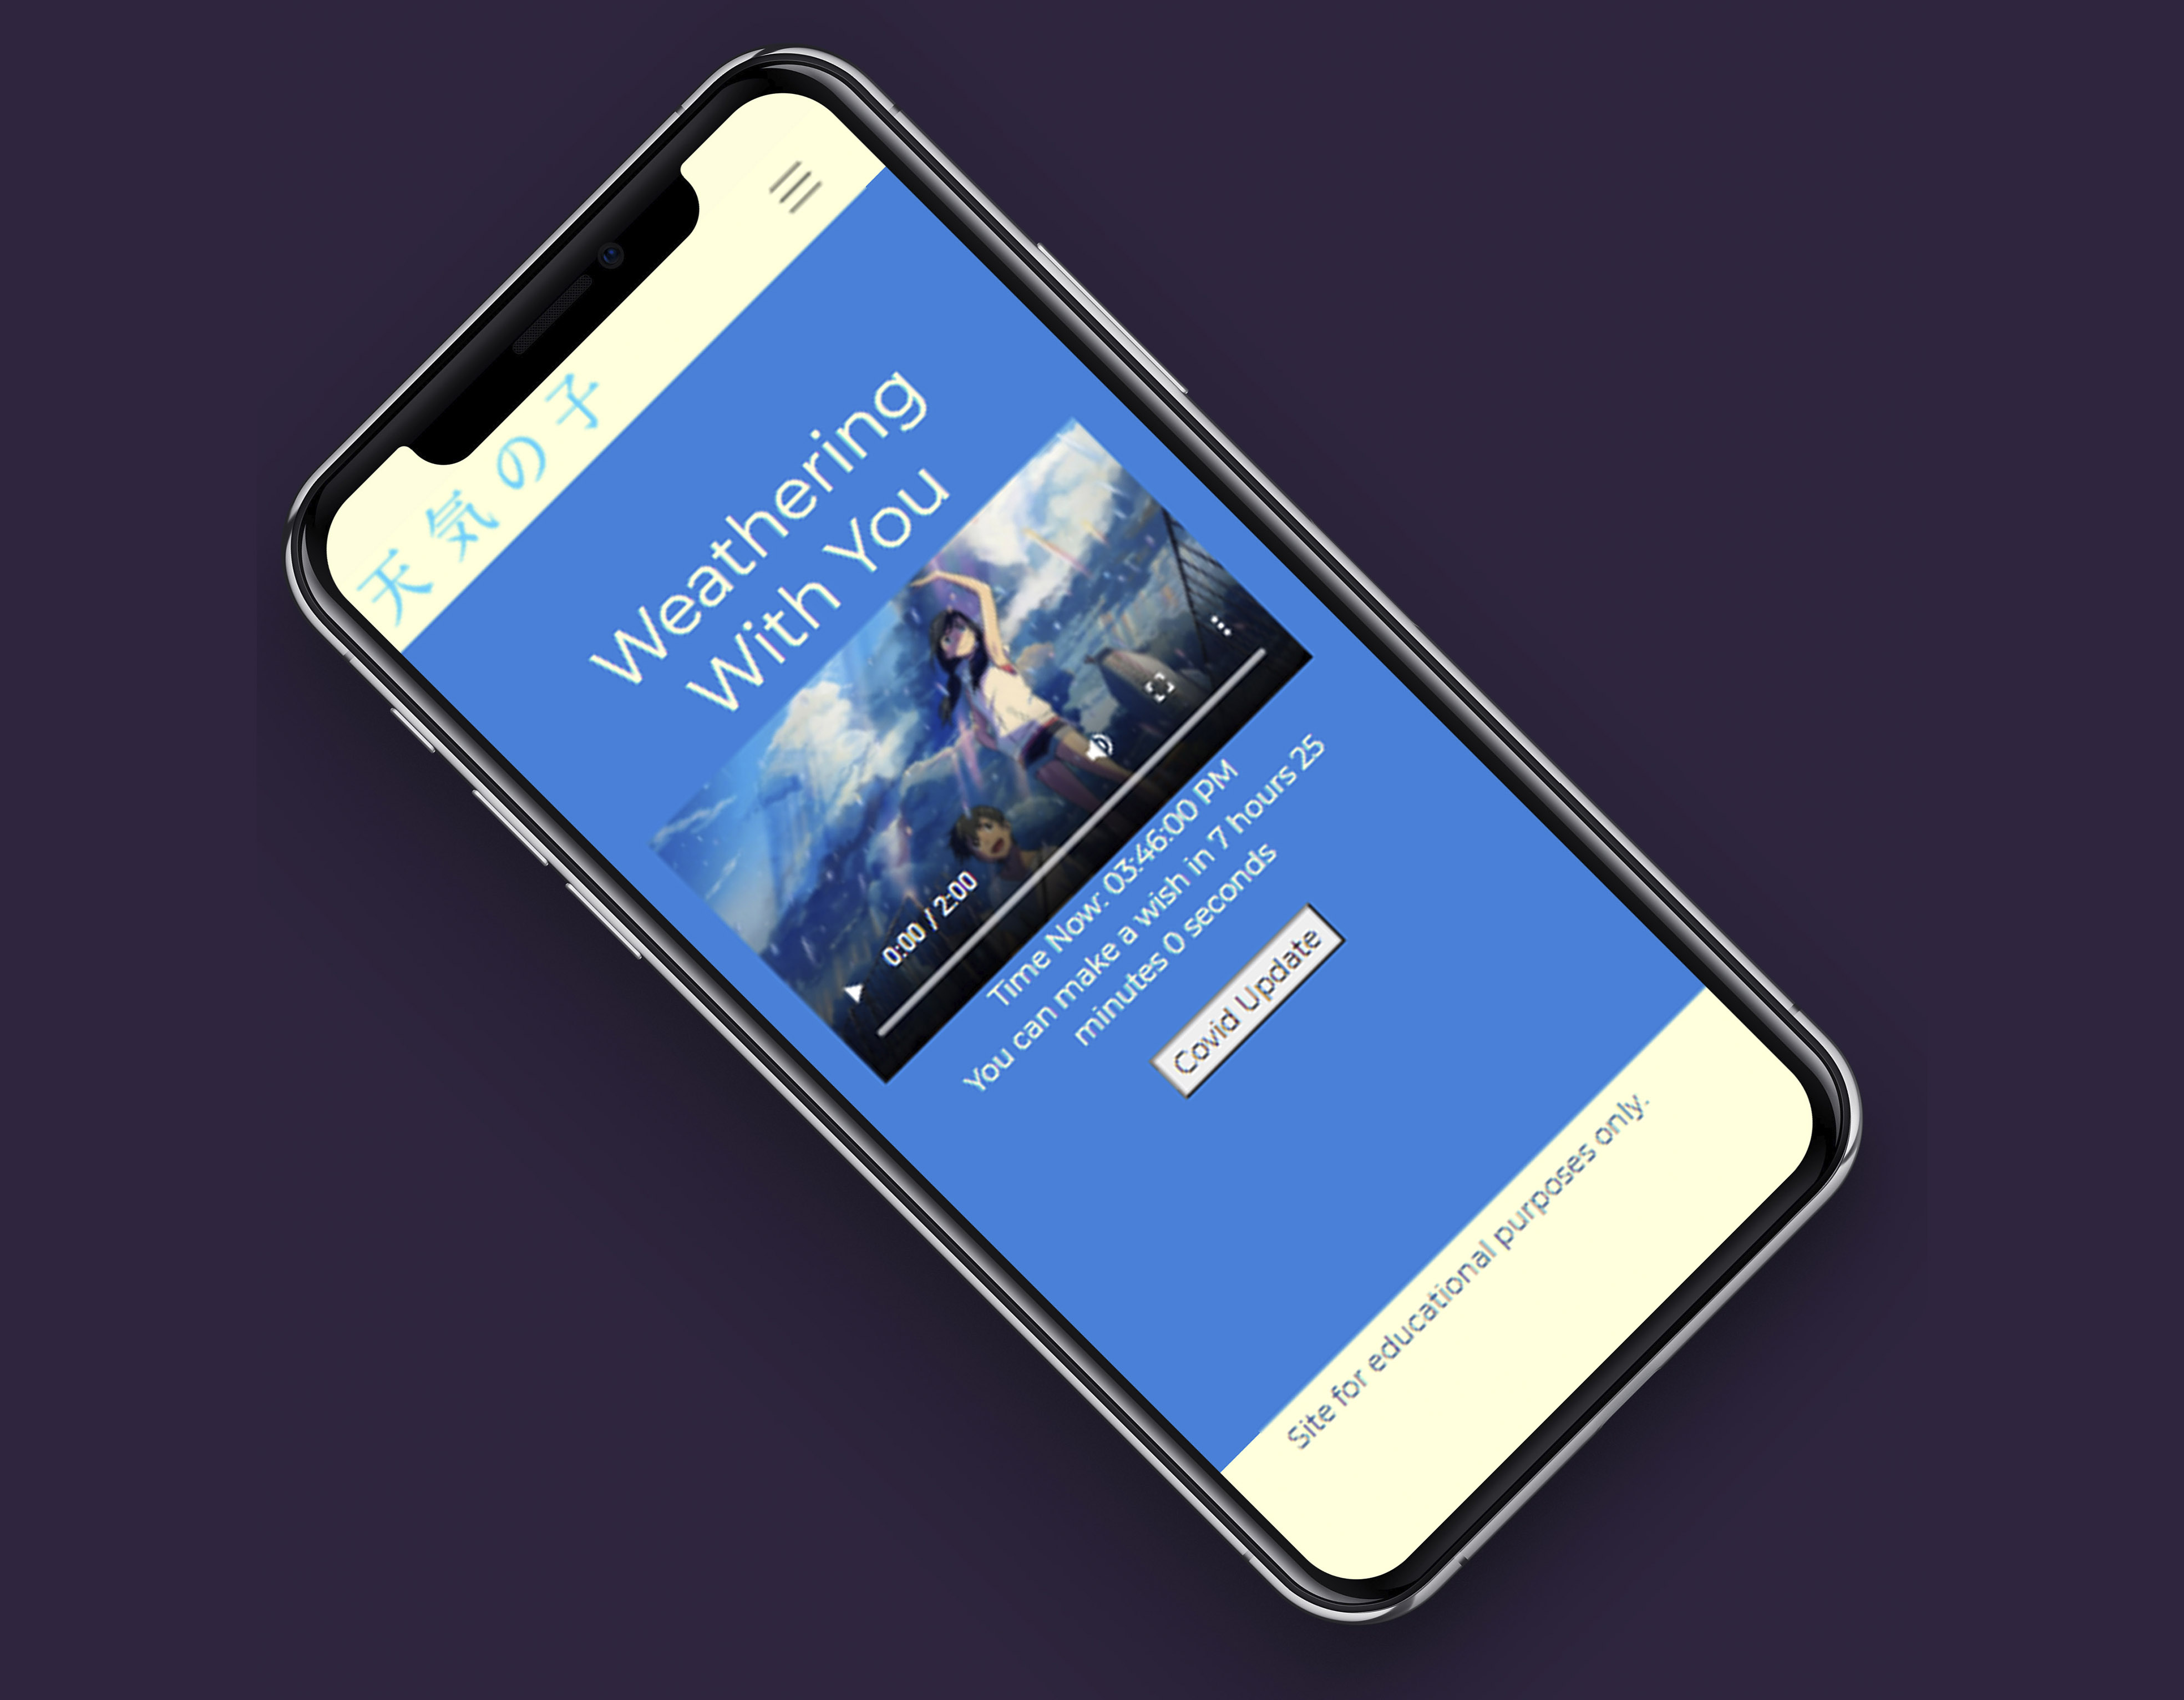 天気の子
Weathering
With You
0:00 / 2:00
Time Now: 03:46:00 PM
You can make a wish in 7 hours 25
minutes 0 seconds
Covid Update
Site for educational purposes only.